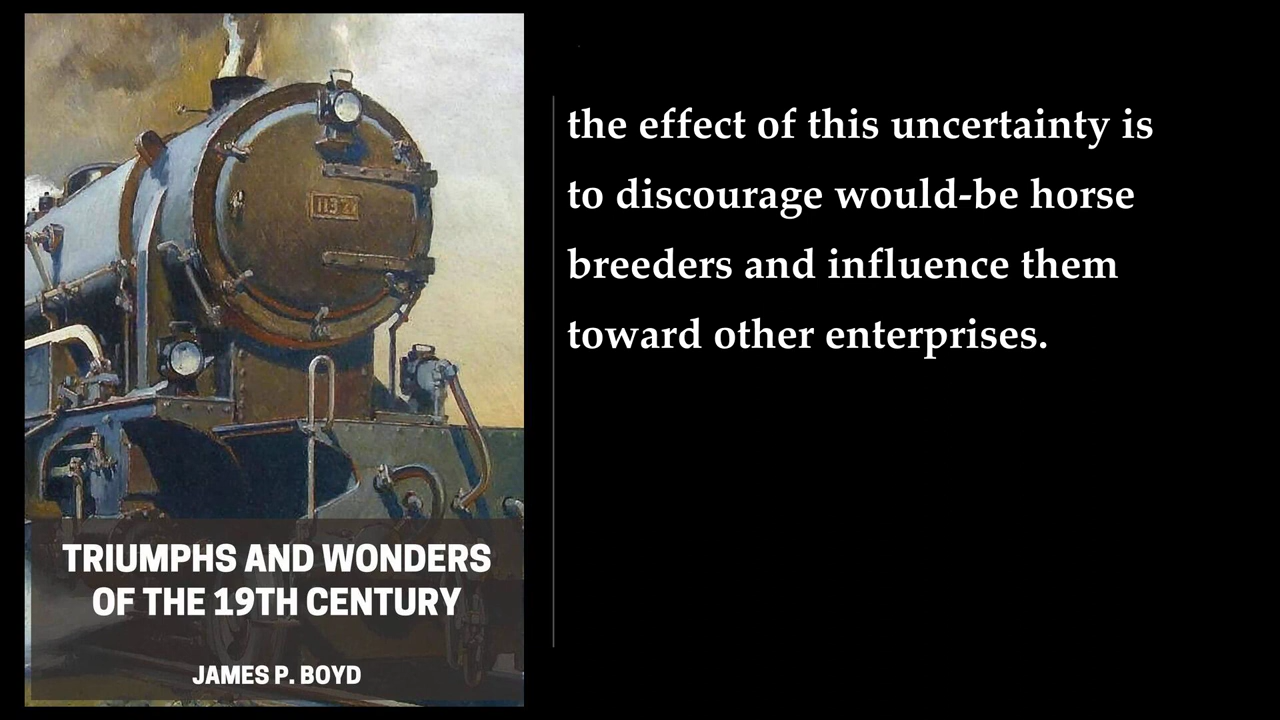 the effect of this uncertainty is
to discourage would-be horse
breeders and influence them
toward other enterprises.
TRIUMPHS AND WONDERS
OF THE 19TH CENTURY
JAMES P. BOYD